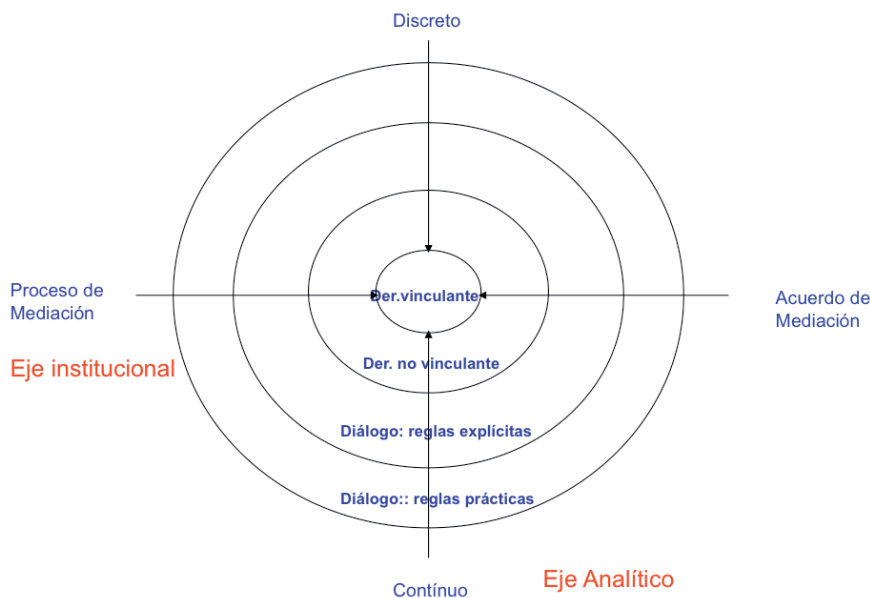 Discreto
Der.vinculante
Proceso de
Mediación
Acuerdo de
Mediación
Eje institucional
Der. no vinculante
Diálogo: reglas explícitas
Diálogo:: reglas prácticas
Contínuo
Eje Analítico